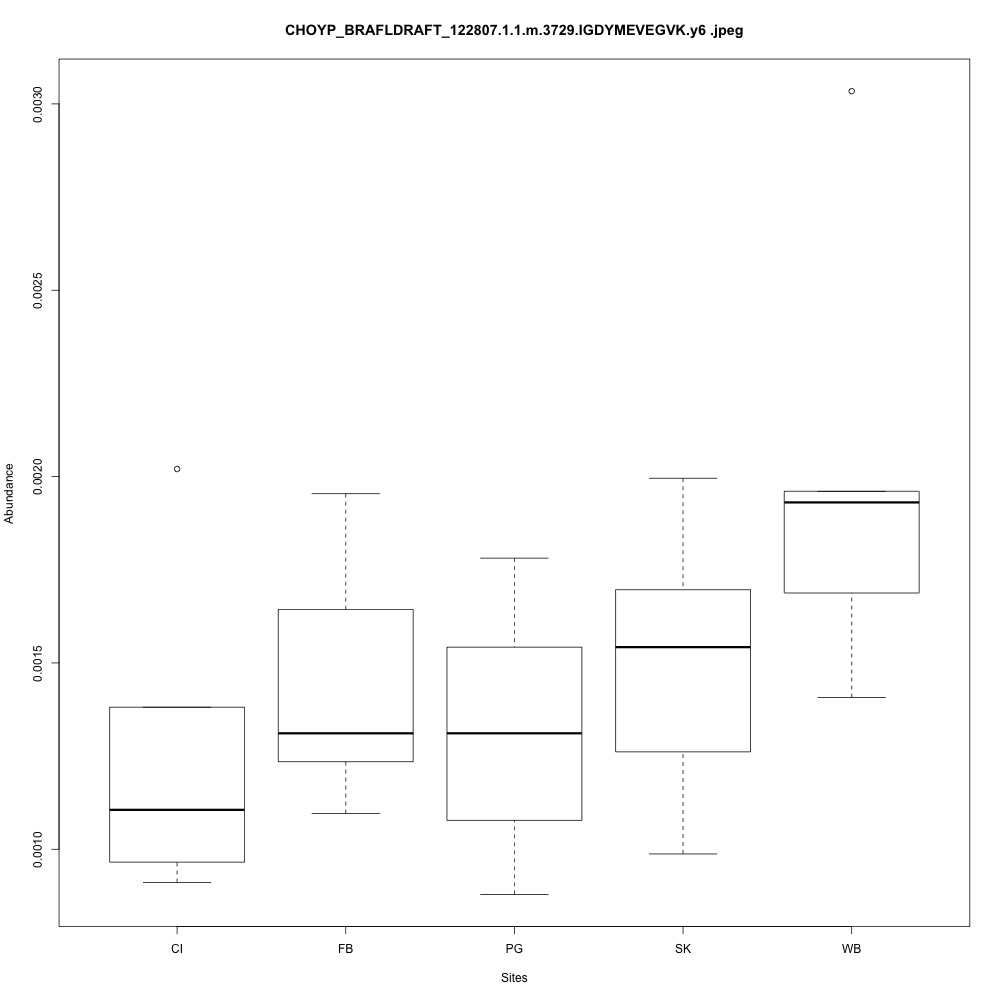 CHOYP_BRAFLDRAFT_122807.1.1.m.3729.IGDYMEVEGVK.y6 .jpeg
0.0030
0.0025
0.0020
0.0015
0.0010
Abundance
CI FB PG SK WB
Sites